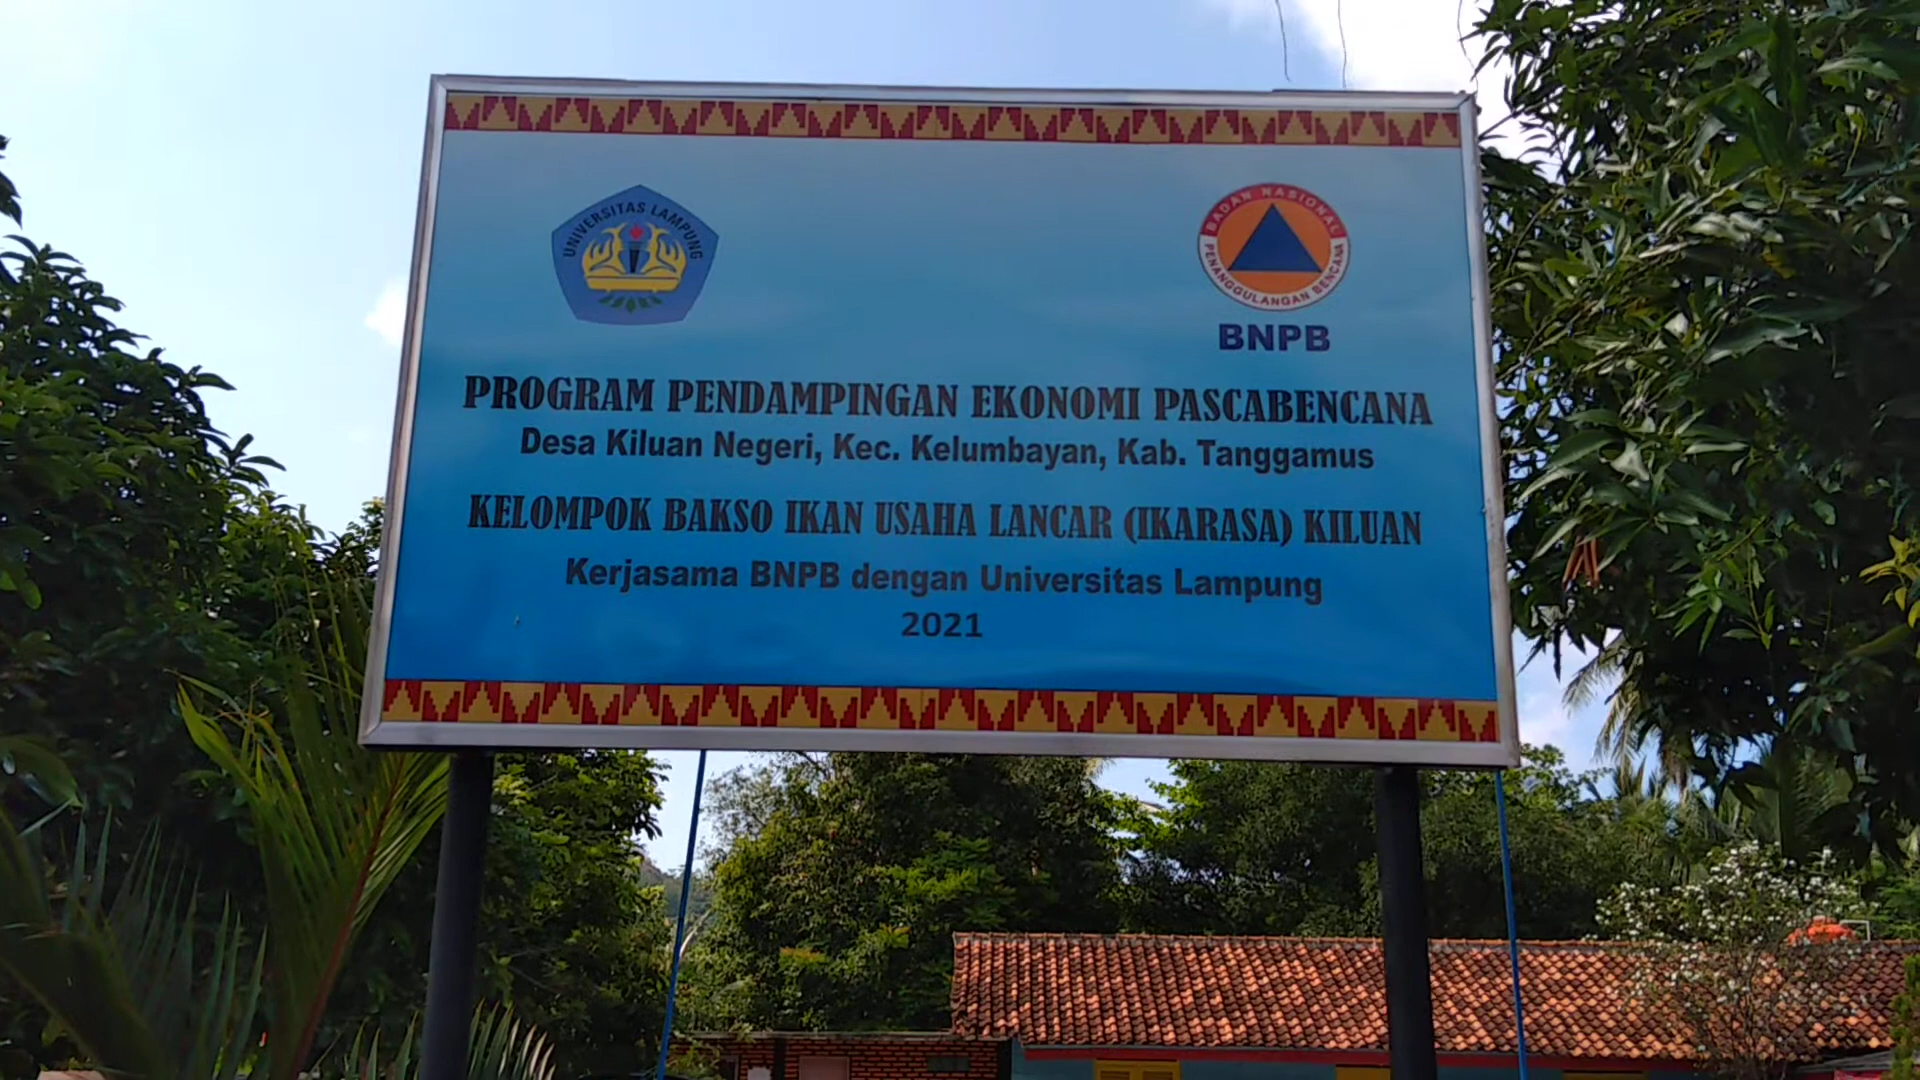 UNIVERSITAS LAMPUNG
BADAN NASIONAL
PENANGGULANGAN BENCANA
BNPB
PROGRAM PENDAMPINGAN EKONOMI PASCABENCANA
Desa Kiluan Negeri, Kec. Kelumbayan, Kab. Tanggamus
KELOMPOK BAKSO IKAN USAHA LANCAR (IKARASA) KILUAN
Kerjasama BNPB dengan Universitas Lampung
2021